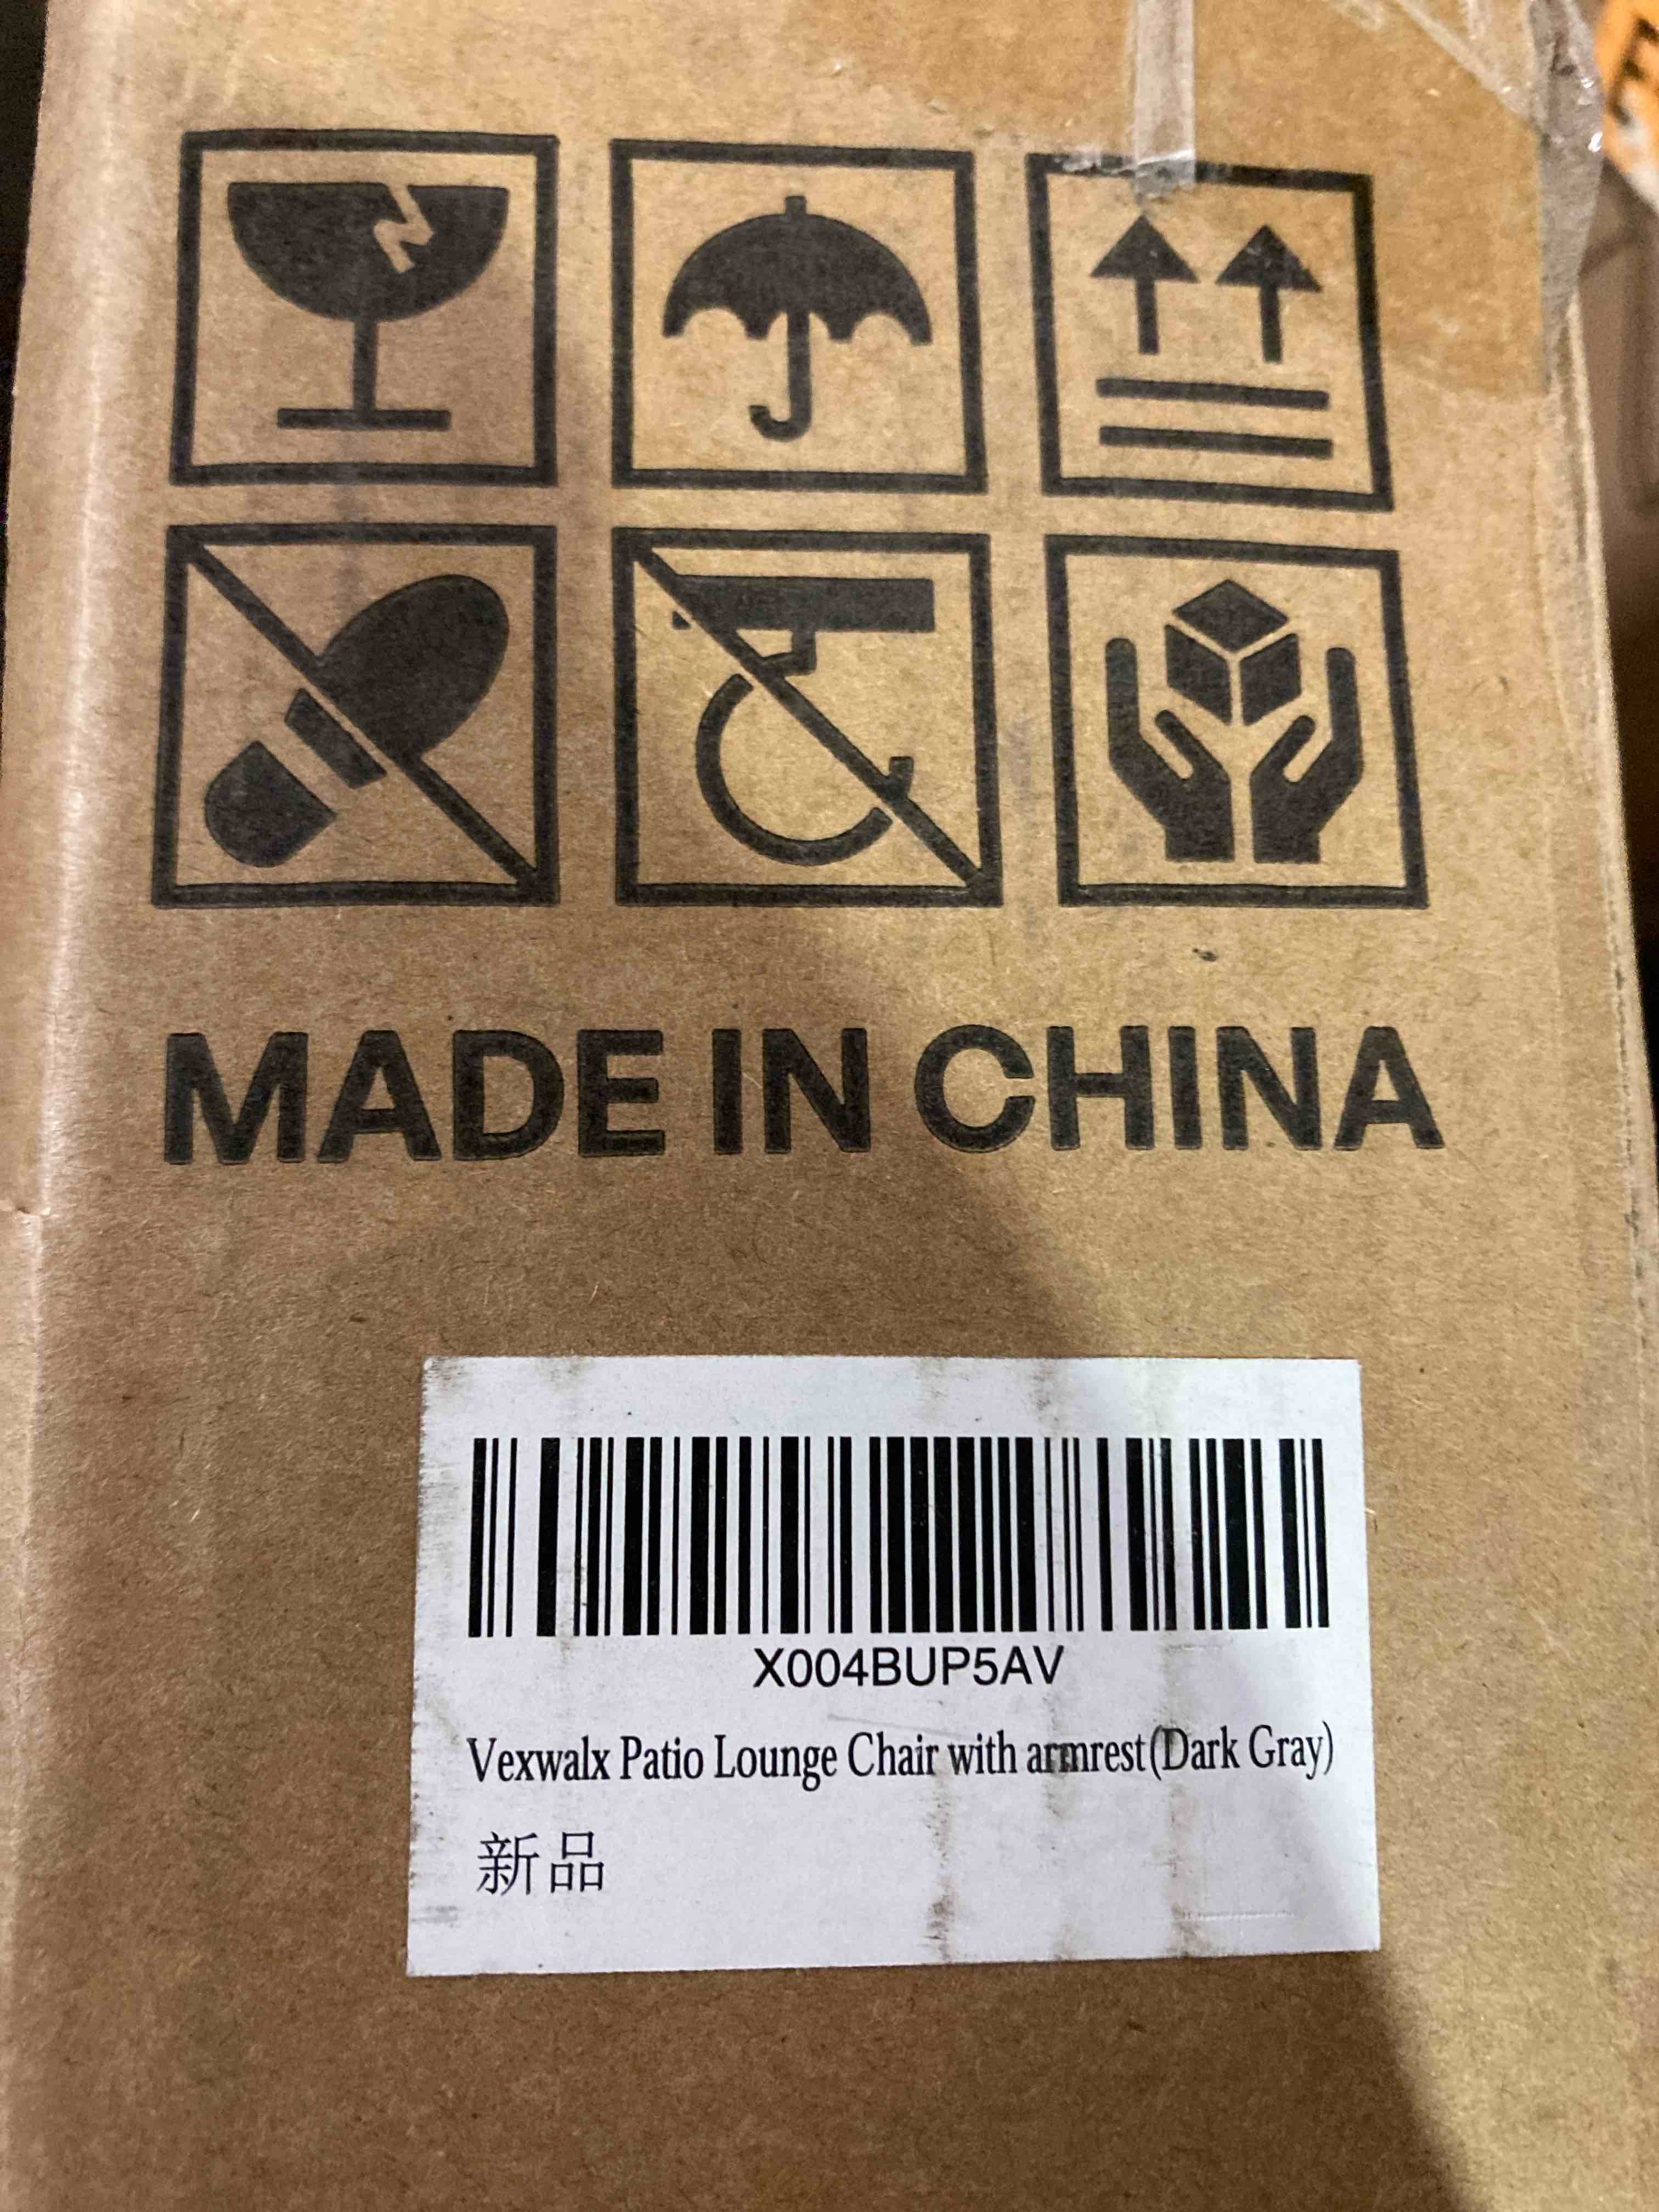 MADE IN CHINA
X004BUP5AV
Vexwalx Patio Lounge Chair with armrest(Dark Gray)
新品